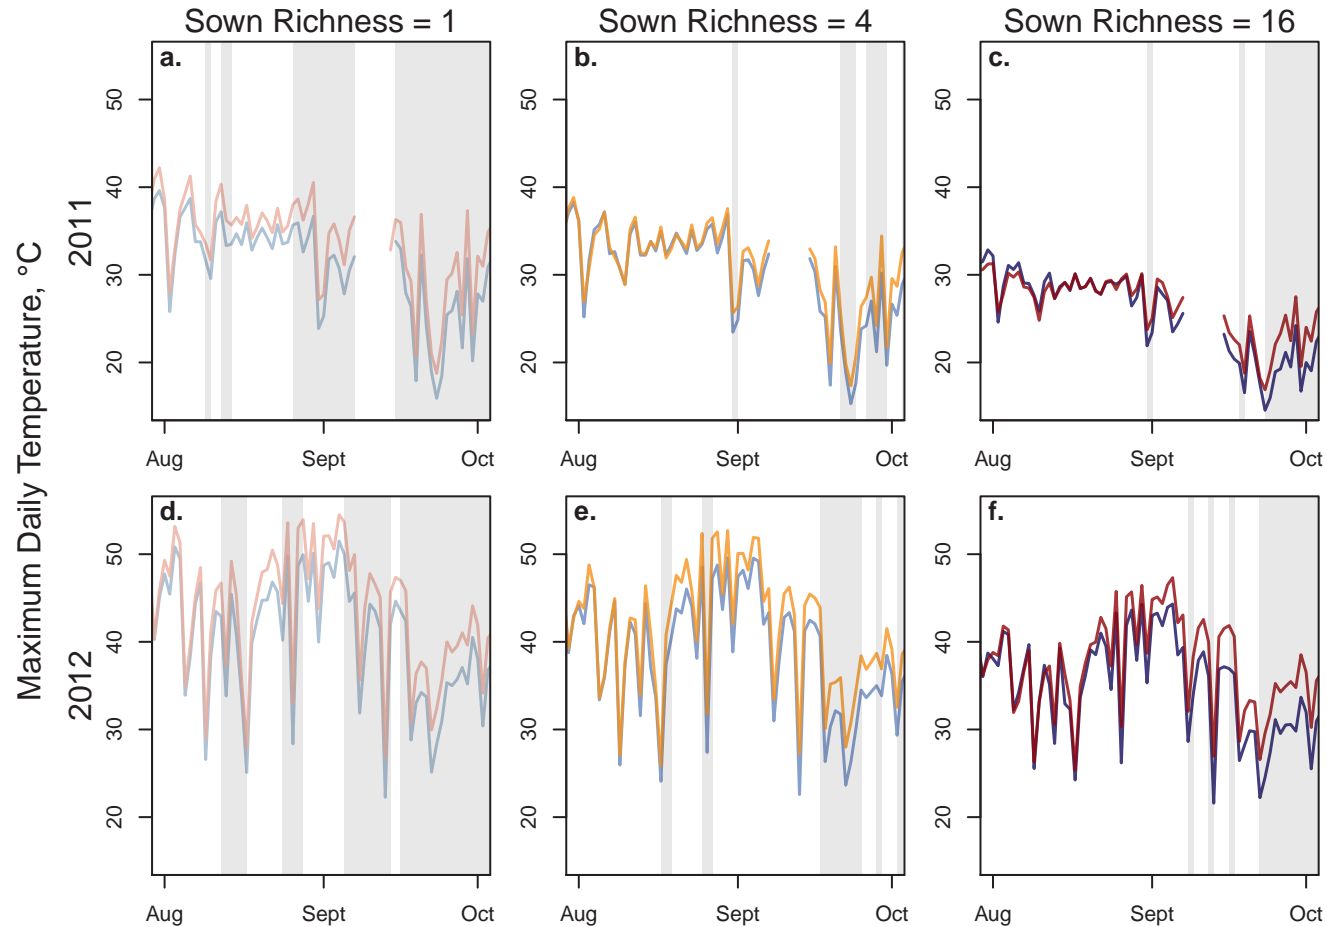 Sown Richness = 1
Sown Richness = 4
Sown Richness = 16
Maximum Daily Temperature, °C
2011
a.
50
40
30
20
Aug
Sept
Oct
b.
50
40
30
20
Aug
Sept
Oct
c.
50
40
30
20
Aug
Sept
Oct
2012
d.
50
40
30
20
Aug
Sept
Oct
e.
50
40
30
20
Aug
Sept
Oct
f.
50
40
30
20
Aug
Sept
Oct